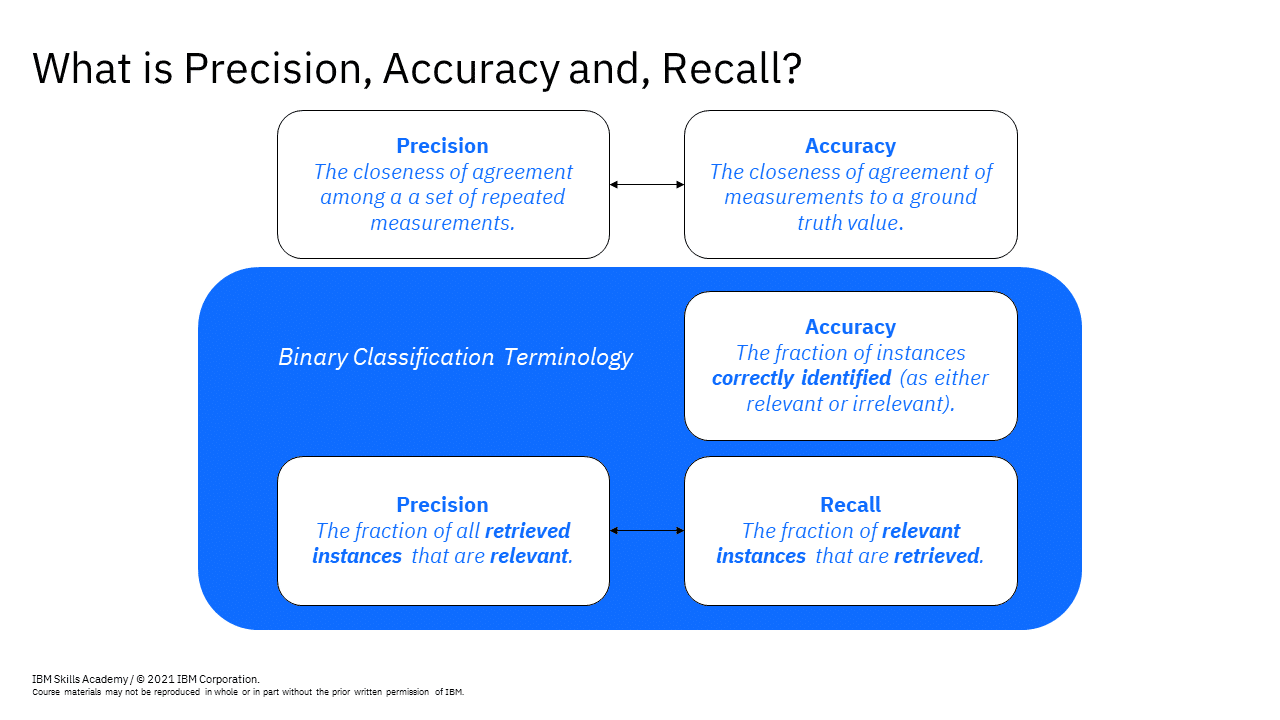 What is Precision, Accuracy and, Recall?
Precision
The closeness of agreement
among a a set of repeated
measurements.
Accuracy
The closeness of agreement of
measurements to a ground
truth value.
Binary Classification Terminology
Accuracy
The fraction of instances
correctly identified (as either
relevant or irrelevant).
Precision
The fraction of all retrieved
instances that are relevant.
Recall
The fraction of relevant
instances that are retrieved.
IBM Skills Academy / © 2021 IBM Corporation.
Course materials may not be reproduced in whole or in part without the prior written permission of IBM.